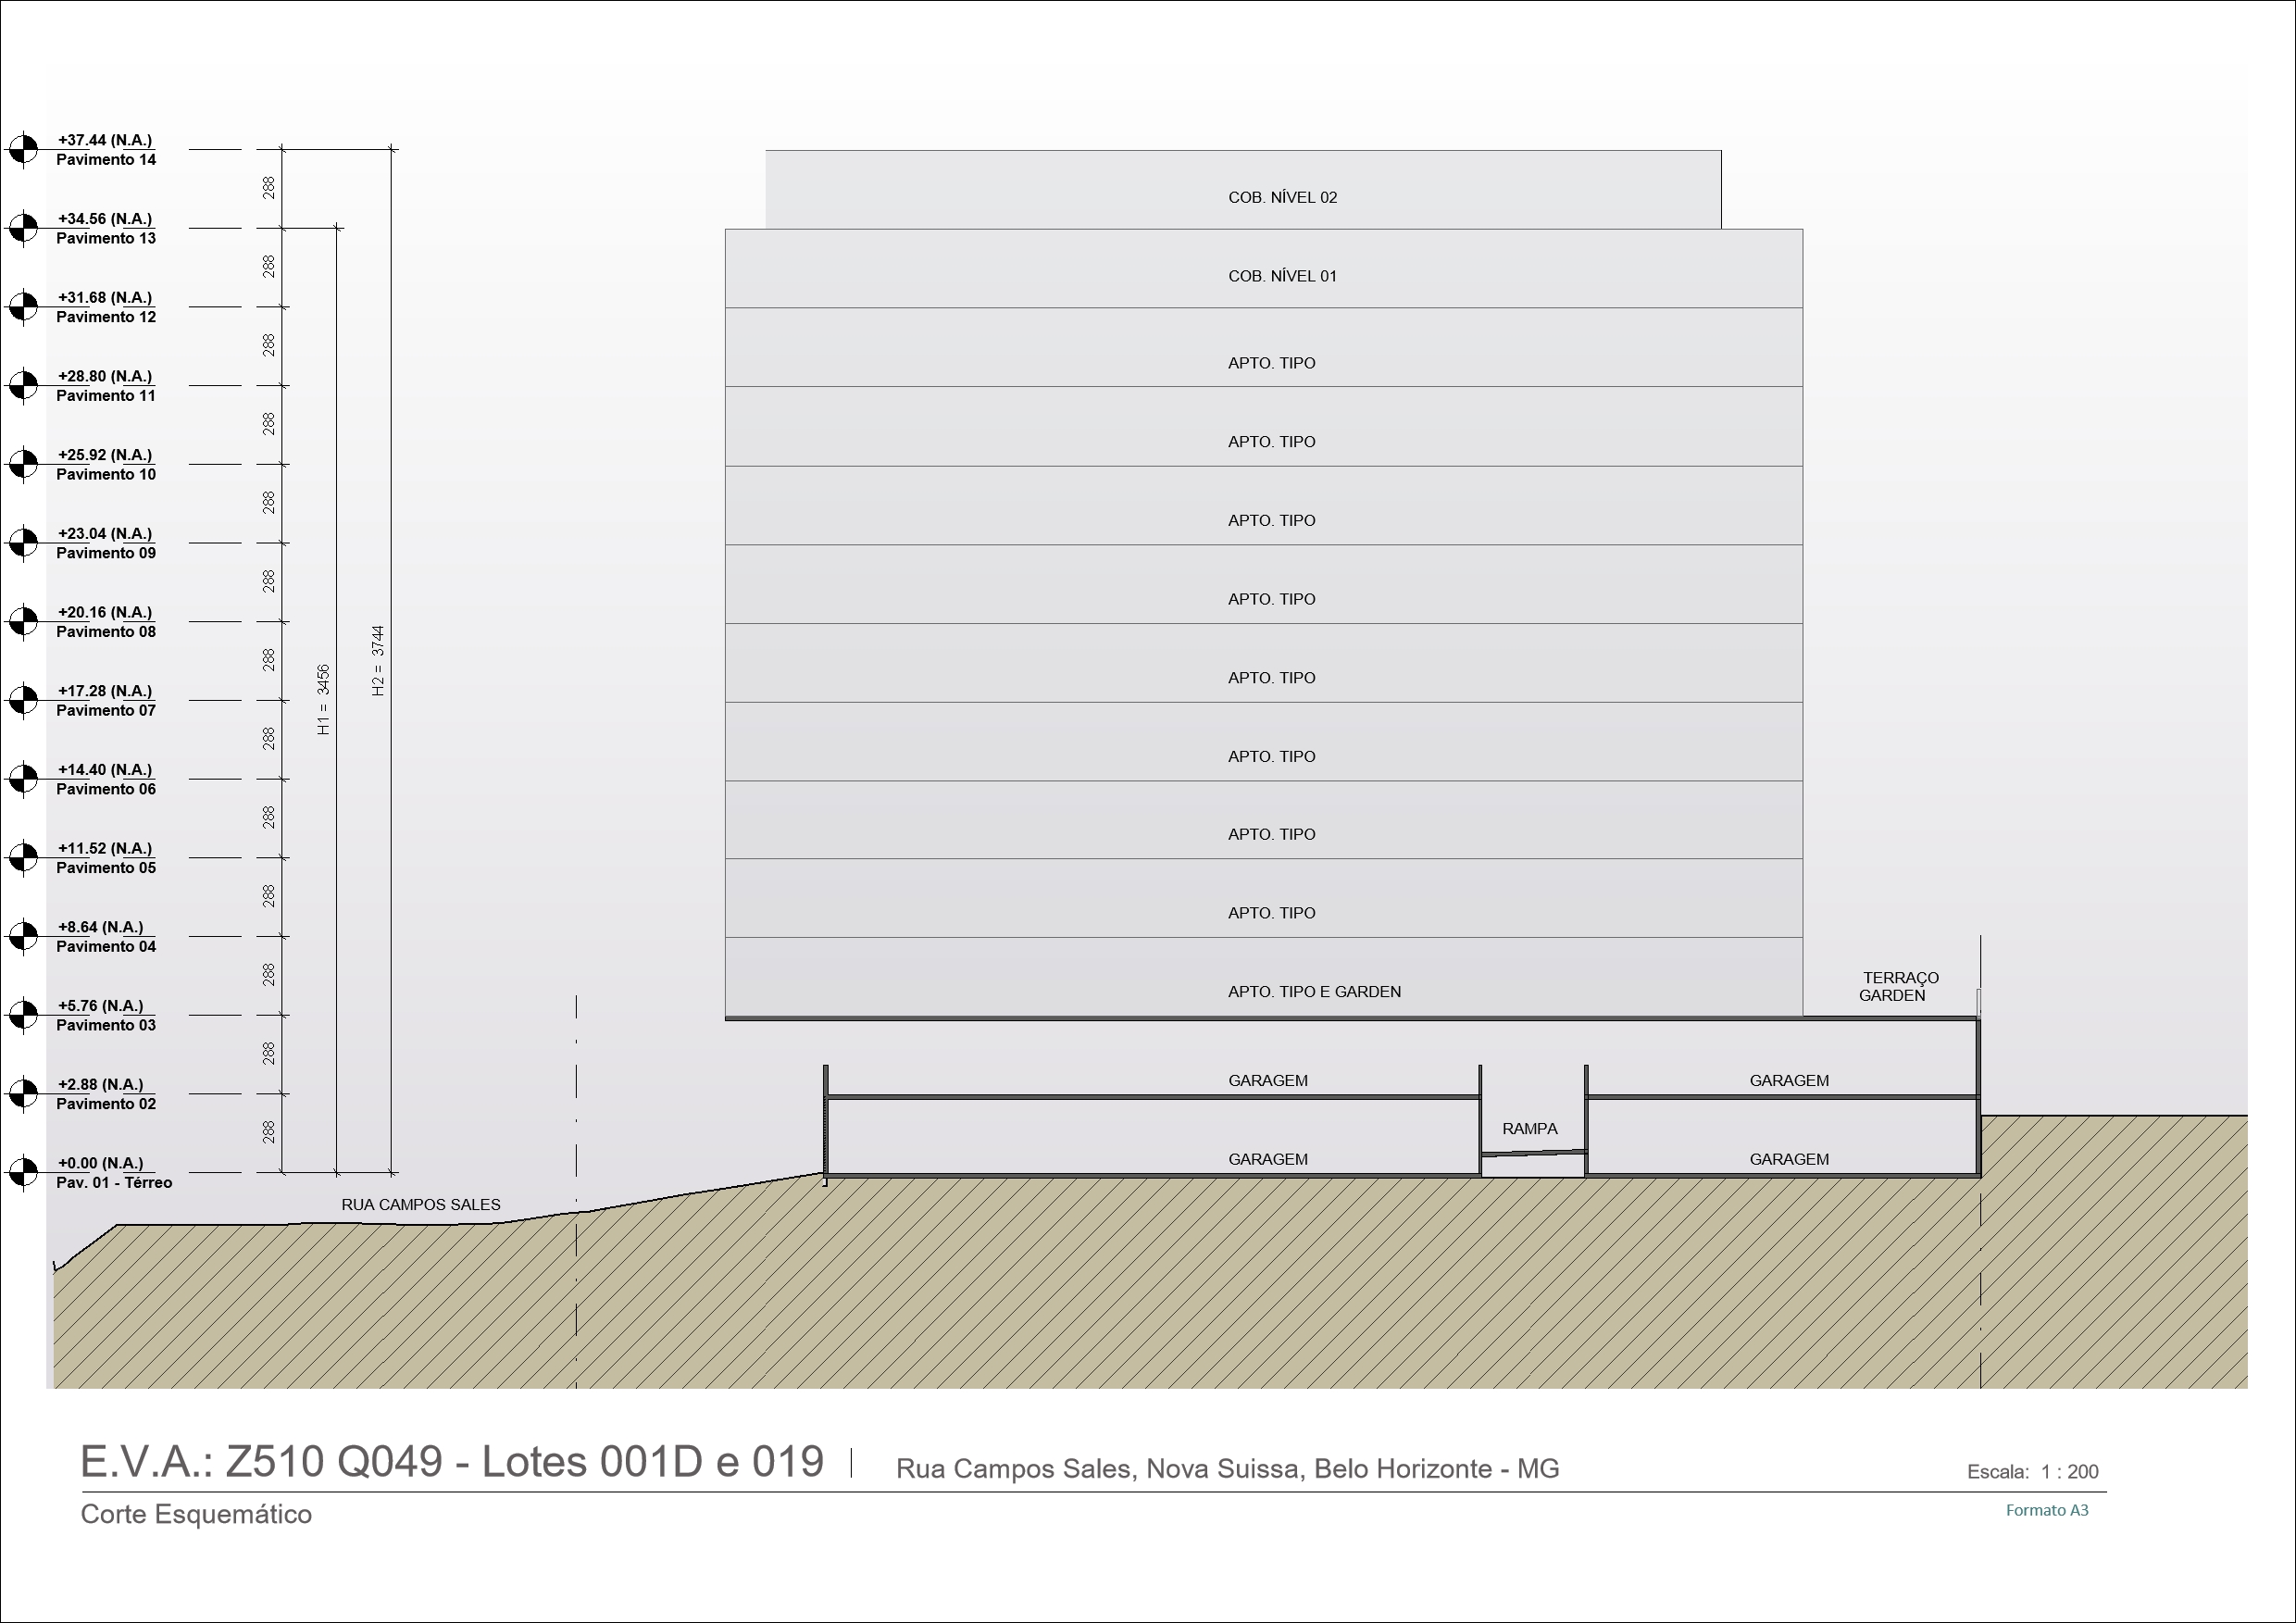 +37.44 (N.A.)
Pavimento 14
288
COB. NÍVEL 02
+34.56 (N.A.)
Pavimento 13
288
COB. NÍVEL 01
+31.68 (N.A.)
Pavimento 12
288
APTO. TIPO
+28.80 (N.A.)
Pavimento 11
288
APTO. TIPO
+25.92 (N.A.)
Pavimento 10
288
APTO. TIPO
+23.04 (N.A.)
Pavimento 09
288
APTO. TIPO
+20.16 (N.A.)
Pavimento 08
288
H1 = 3456
H2 = 3744
APTO. TIPO
+17.28 (N.A.)
Pavimento 07
288
APTO. TIPO
+14.40 (N.A.)
Pavimento 06
288
APTO. TIPO
+11.52 (N.A.)
Pavimento 05
288
APTO. TIPO
+8.64 (N.A.)
Pavimento 04
288
APTO. TIPO E GARDEN
TERRAÇO
GARDEN
+5.76 (N.A.)
Pavimento 03
288
GARAGEM
GARAGEM
+2.88 (N.A.)
Pavimento 02
288
RAMPA
GARAGEM
GARAGEM
+0.00 (N.A.)
Pav. 01 - Térreo
RUA CAMPOS SALES
E.V.A.: Z510 Q049 - Lotes 001D e 019
Rua Campos Sales, Nova Suissa, Belo Horizonte - MG
Escala: 1 : 200
Corte Esquemático
Formato A3